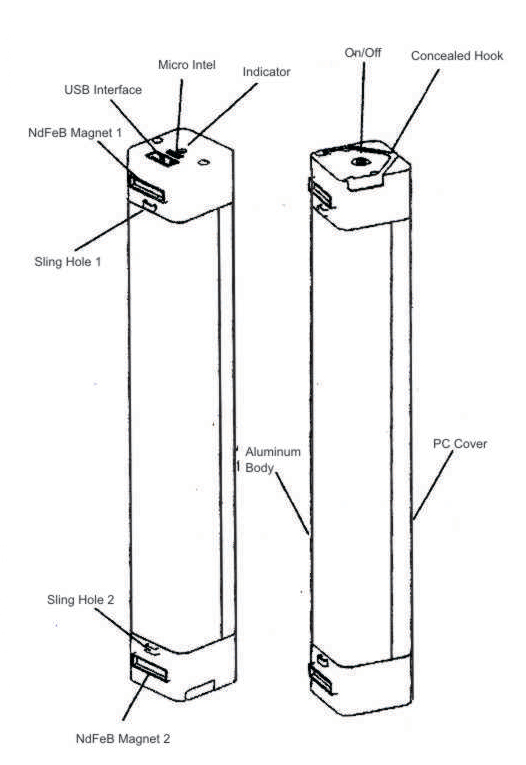 On/Off
Concealed Hook
Micro Intel
Indicator
USB Interface
NdFeB Magnet 1
Sling Hole 1
Aluminum
Body
PC Cover
Sling Hole 2
NdFeB Magnet 2